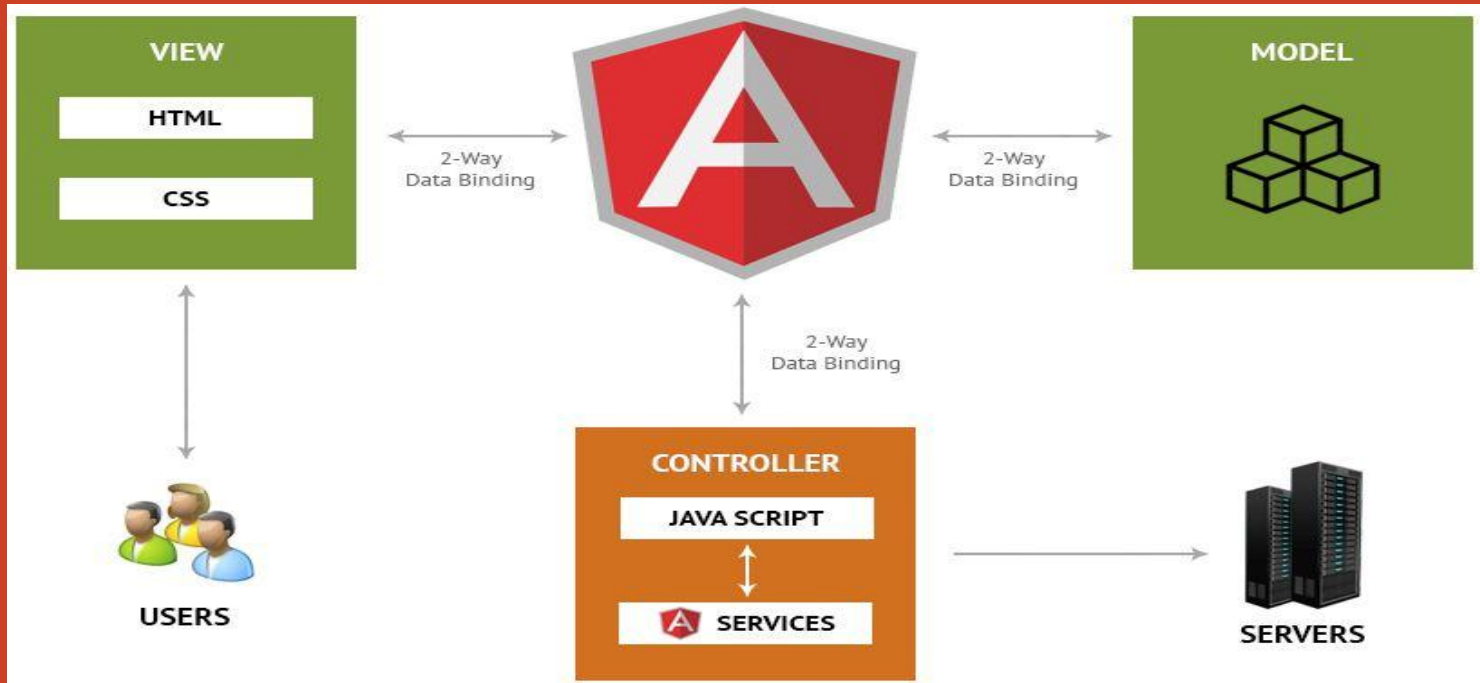 VIEW
HTML
CSS
2-Way
Data Binding
2-Way
Data Binding
MODEL
2-Way
Data Binding
CONTROLLER
JAVA SCRIPT
SERVICES
USERS
SERVERS